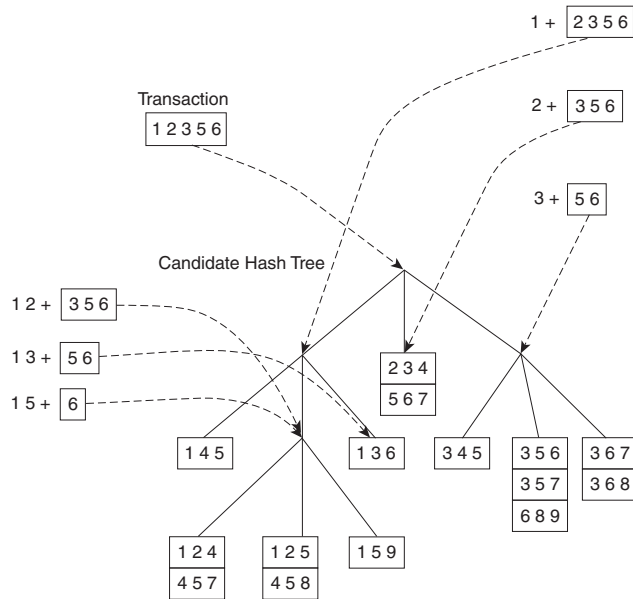 1 + 2 3 5 6
Transaction
1 2 3 5 6
2 + 3 5 6
3 + 5 6
Candidate Hash Tree
1 2 + 3 5 6
1 3 + 5 6
1 5 + 6
2 3 4
5 6 7
1 4 5
1 3 6
3 4 5
3 5 6
3 6 7
3 5 7
3 6 8
6 8 9
1 2 4
1 2 5
1 5 9
4 5 7
4 5 8